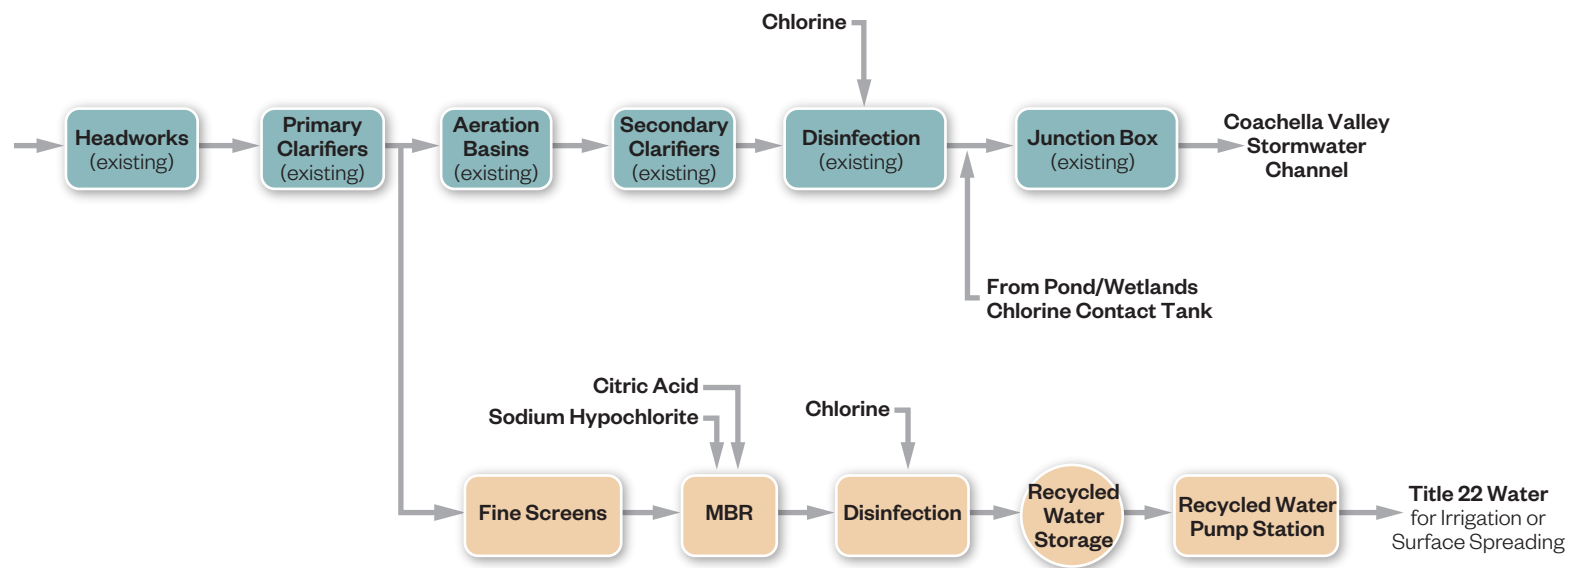 Chlorine
Headworks
(existing)
Primary
Clarifiers
(existing)
Aeration
Basins
(existing)
Secondary
Clarifiers
(existing)
Disinfection
(existing)
Junction Box
(existing)
Coachella Valley
Stormwater
Channel
From Pond/Wetlands
Chlorine Contact Tank
Citric Acid
Sodium Hypochlorite
Chlorine
Fine Screens
MBR
Disinfection
Recycled
Water
Storage
Recycled Water
Pump Station
Title 22 Water
for Irrigation or
Surface Spreading